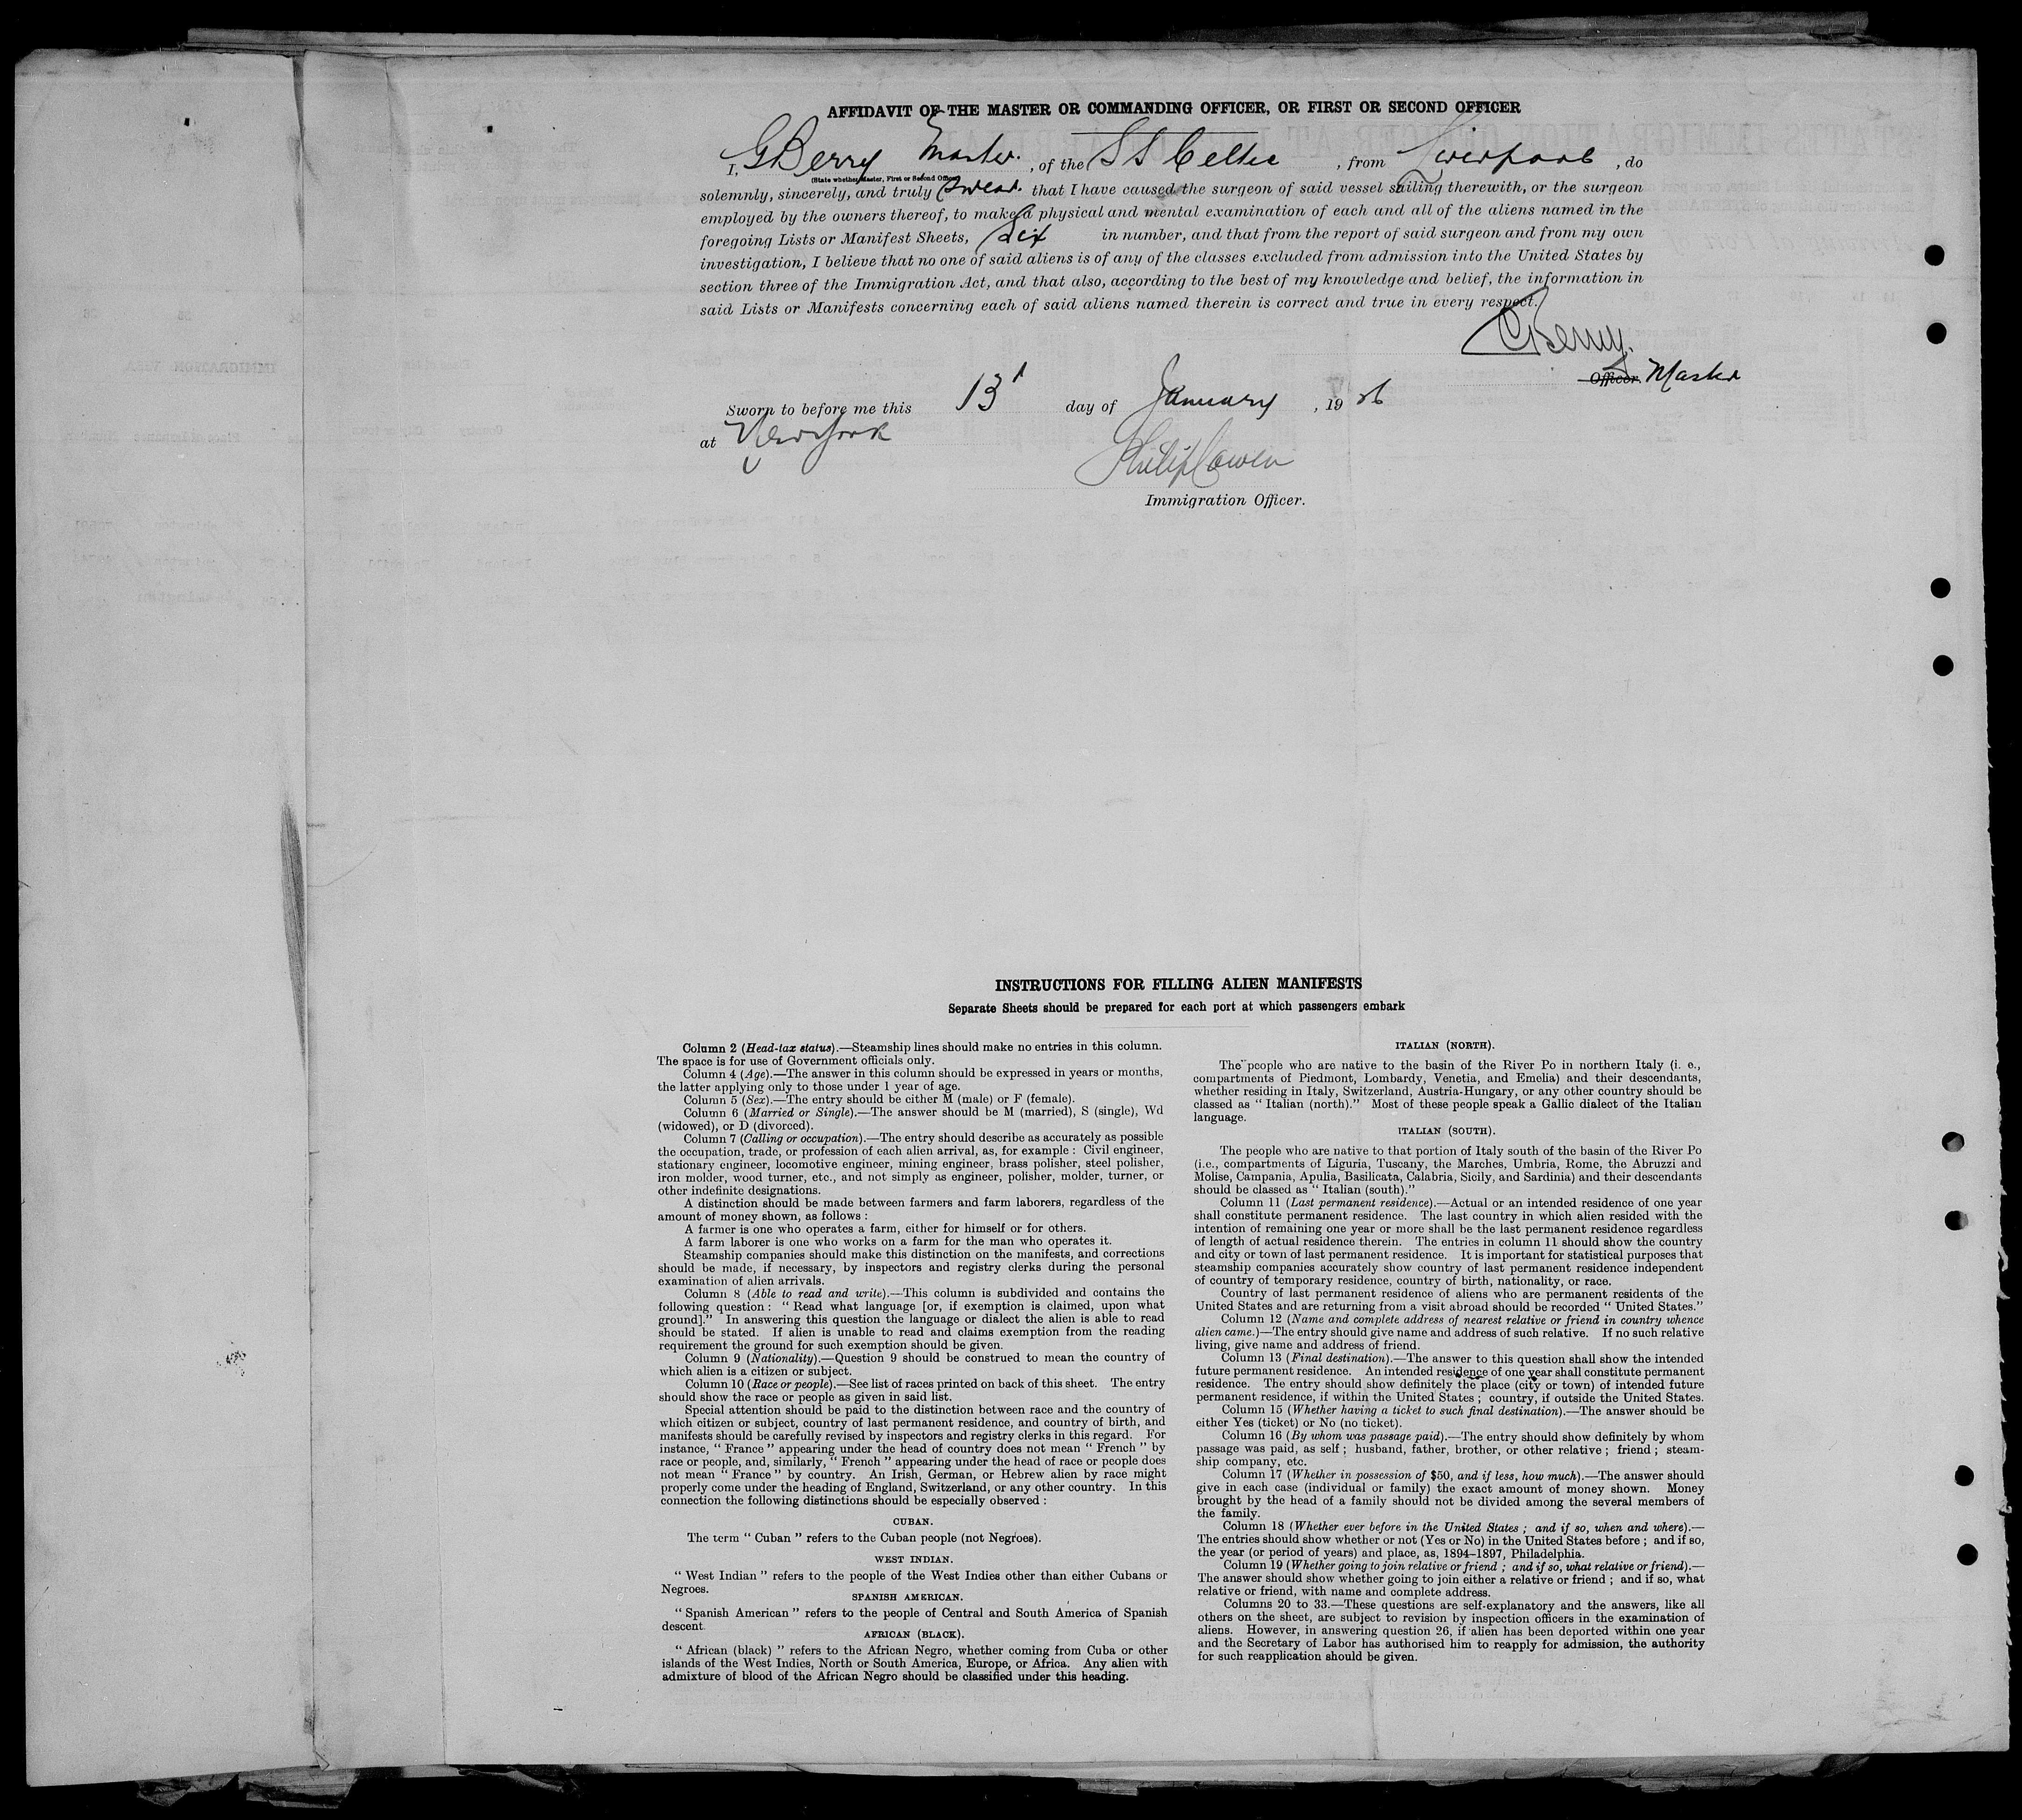 AFFIDAVIT OF THE MASTER OR COMMANDING OFFICER, OR FIRST OR SECOND OFFICER
I, G Berry Master, of the S S Celtic, from Liverpool, do
(State whether Master, First or Second Officer)
solemnly, sincerely, and truly swear that I have caused the surgeon of said vessel sailing therewith, or the surgeon
employed by the owners thereof, to make a physical and mental examination of each and all of the aliens named in the
foregoing Lists or Manifest Sheets, Six in number, and that from the report of said surgeon and from my own
investigation, I believe that no one of said aliens is of any of the classes excluded from admission into the United States by
section three of the Immigration Act, and that also, according to the best of my knowledge and belief, the information in
said Lists or Manifests concerning each of said aliens named therein is correct and true in every respect.
G Berry.
Officer. Master
Sworn to before me this 13 day of January, 1926
at New York
Philip Cowen
Immigration Officer.
INSTRUCTIONS FOR FILLING ALIEN MANIFESTS
Separate Sheets should be prepared for each port at which passengers embark
Column 2 (Head-tax status).—Steamship lines should make no entries in this column.
The space is for use of Government officials only.
Column 4 (Age).—The answer in this column should be expressed in years or months,
the latter applying only to those under 1 year of age.
Column 5 (Sex).—The entry should be either M (male) or F (female).
Column 6 (Married or Single).—The answer should be M (married), S (single), Wd
(widowed), or D (divorced).
Column 7 (Calling or occupation).—The entry should describe as accurately as possible
the occupation, trade, or profession of each alien arrival, as, for example : Civil engineer,
stationary engineer, locomotive engineer, mining engineer, brass polisher, steel polisher,
iron molder, wood turner, etc., and not simply as engineer, polisher, molder, turner, or
other indefinite designations.
A distinction should be made between farmers and farm laborers, regardless of the
amount of money shown, as follows :
A farmer is one who operates a farm, either for himself or for others.
A farm laborer is one who works on a farm for the man who operates it.
Steamship companies should make this distinction on the manifests, and corrections
should be made, if necessary, by inspectors and registry clerks during the personal
examination of alien arrivals.
Column 8 (Able to read and write).—This column is subdivided and contains the
following question : " Read what language [or, if exemption is claimed, upon what
ground]." In answering this question the language or dialect the alien is able to read
should be stated. If alien is unable to read and claims exemption from the reading
requirement the ground for such exemption should be given.
Column 9 (Nationality).—Question 9 should be construed to mean the country of
which alien is a citizen or subject.
Column 10 (Race or people).—See list of races printed on back of this sheet. The entry
should show the race or people as given in said list.
Special attention should be paid to the distinction between race and the country of
which citizen or subject, country of last permanent residence, and country of birth, and
manifests should be carefully revised by inspectors and registry clerks in this regard. For
instance, " France " appearing under the head of country does not mean " French " by
race or people, and, similarly, " French " appearing under the head of race or people does
not mean " France " by country. An Irish, German, or Hebrew alien by race might
properly come under the heading of England, Switzerland, or any other country. In this
connection the following distinctions should be especially observed :
CUBAN.
The term " Cuban " refers to the Cuban people (not Negroes).
WEST INDIAN.
" West Indian " refers to the people of the West Indies other than either Cubans or
Negroes.
SPANISH AMERICAN.
" Spanish American " refers to the people of Central and South America of Spanish
descent
AFRICAN (BLACK).
" African (black) " refers to the African Negro, whether coming from Cuba or other
islands of the West Indies, North or South America, Europe, or Africa. Any alien with
admixture of blood of the African Negro should be classified under this heading.
ITALIAN (NORTH).
The people who are native to the basin of the River Po in northern Italy (i. e.,
compartments of Piedmont, Lombardy, Venetia, and Emelia) and their descendants,
whether residing in Italy, Switzerland, Austria-Hungary, or any other country should be
classed as " Italian (north)." Most of these people speak a Gallic dialect of the Italian
language.
ITALIAN (SOUTH).
The people who are native to that portion of Italy south of the basin of the River Po
(i.e., compartments of Liguria, Tuscany, the Marches, Umbria, Rome, the Abruzzi and
Molise, Campania, Apulia, Basilicata, Calabria, Sicily, and Sardinia) and their descendants
should be classed as " Italian (south)."
Column 11 (Last permanent residence).—Actual or an intended residence of one year
shall constitute permanent residence. The last country in which alien resided with the
intention of remaining one year or more shall be the last permanent residence regardless
of length of actual residence therein. The entries in column 11 should show the country
and city or town of last permanent residence. It is important for statistical purposes that
steamship companies accurately show country of last permanent residence independent
of country of temporary residence, country of birth, nationality, or race.
Country of last permanent residence of aliens who are permanent residents of the
United States and are returning from a visit abroad should be recorded " United States."
Column 12 (Name and complete address of nearest relative or friend in country whence
alien came.)—The entry should give name and address of such relative. If no such relative
living, give name and address of friend.
Column 13 (Final destination).—The answer to this question shall show the intended
future permanent residence. An intended residence of one year shall constitute permanent
residence. The entry should show definitely the place (city or town) of intended future
permanent residence, if within the United States ; country, if outside the United States.
Column 15 (Whether having a ticket to such final destination).—The answer should be
either Yes (ticket) or No (no ticket).
Column 16 (By whom was passage paid).—The entry should show definitely by whom
passage was paid, as self ; husband, father, brother, or other relative ; friend ; steam-
ship company, etc.
Column 17 (Whether in possession of $50, and if less, how much).—The answer should
give in each case (individual or family) the exact amount of money shown. Money
brought by the head of a family should not be divided among the several members of
the family.
Column 18 (Whether ever before in the United States ; and if so, when and where).—
The entries should show whether or not (Yes or No) in the United States before ; and if so,
the year (or period of years) and place, as, 1894-1897, Philadelphia.
Column 19 (Whether going to join relative or friend ; and if so, what relative or friend).—
The answer should show whether going to join either a relative or friend ; and if so, what
relative or friend, with name and complete address.
Columns 20 to 33.—These questions are self-explanatory and the answers, like all
others on the sheet, are subject to revision by inspection officers in the examination of
aliens. However, in answering question 26, if alien has been deported within one year
and the Secretary of Labor has authorised him to reapply for admission, the authority
for such reapplication should be given.